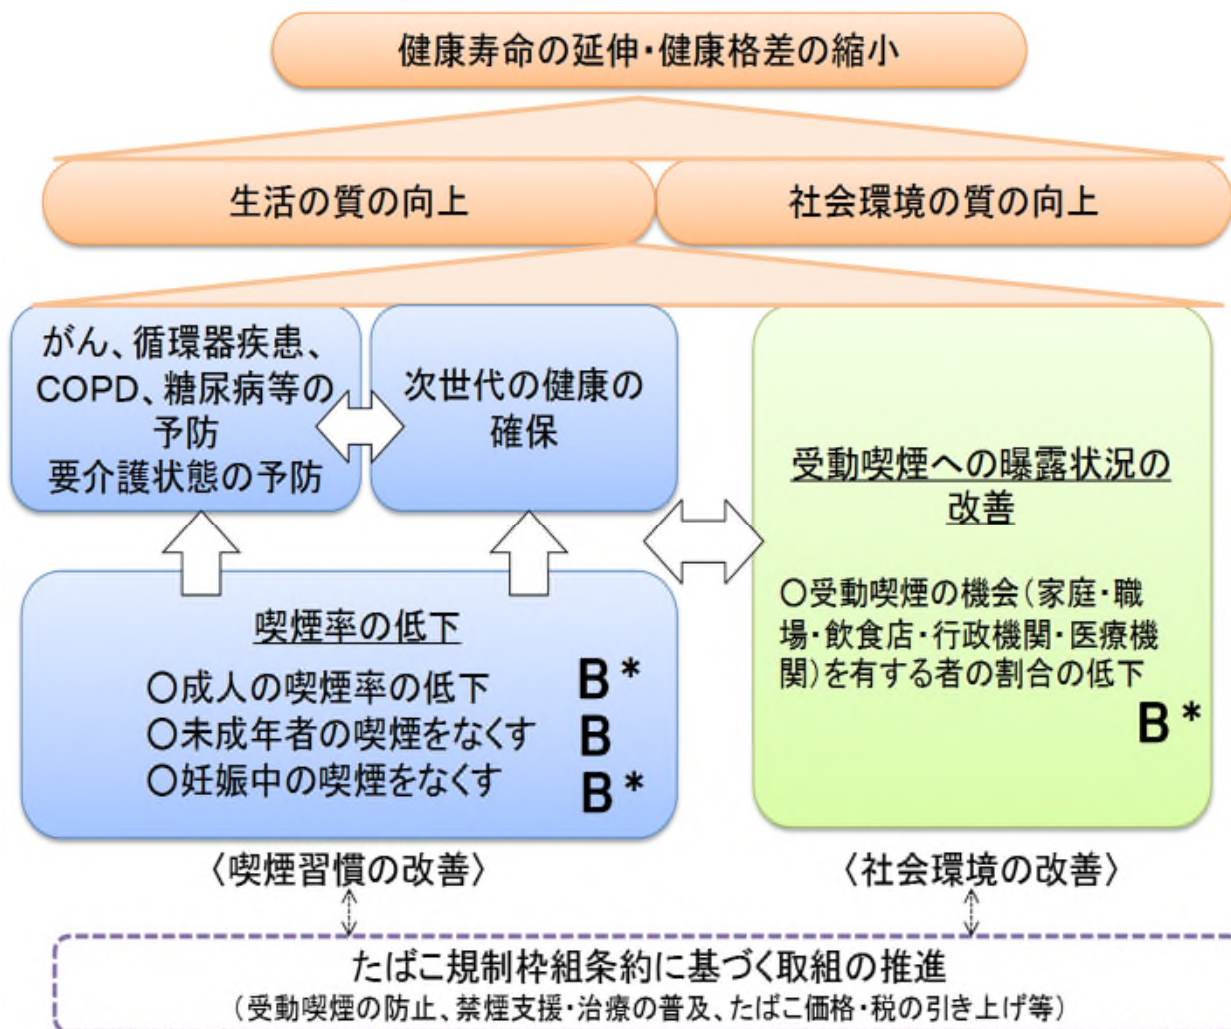 健康寿命の延伸・健康格差の縮小
生活の質の向上
社会環境の質の向上
がん、循環器疾患、
COPD、糖尿病等の
予防
要介護状態の予防
次世代の健康の
確保
受動喫煙への曝露状況の
改善
〇受動喫煙の機会(家庭・職
場・飲食店・行政機関・医療機
関)を有する者の割合の低下
B*
喫煙率の低下
〇成人の喫煙率の低下 B*
〇未成年者の喫煙をなくす B
〇妊娠中の喫煙をなくす B*
〈喫煙習慣の改善〉
〈社会環境の改善〉
たばこ規制枠組条約に基づく取組の推進
(受動喫煙の防止、禁煙支援・治療の普及、たばこ価格・税の引き上げ等)